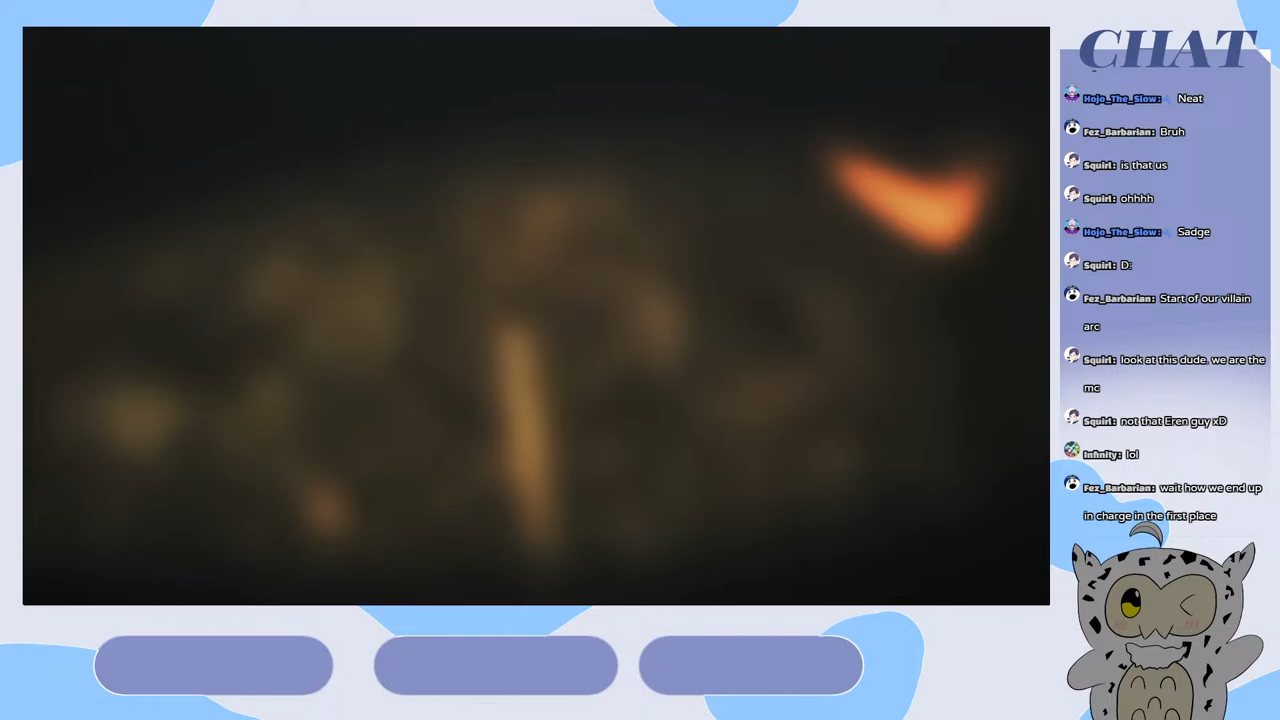 CHAT
Hojo_The_Slow: Neat
Fez_Barbarian: Bruh
Squirl: is that us
Squirl: ohhhh
Hojo_The_Slow: Sadge
Squirl: D:
Fez_Barbarian: Start of our villain
arc
Squirl: look at this dude. we are the
mc
Squirl: not that Eren guy xD
Infinity: lol
Fez_Barbarian: wait how we end up
in charge in the first place